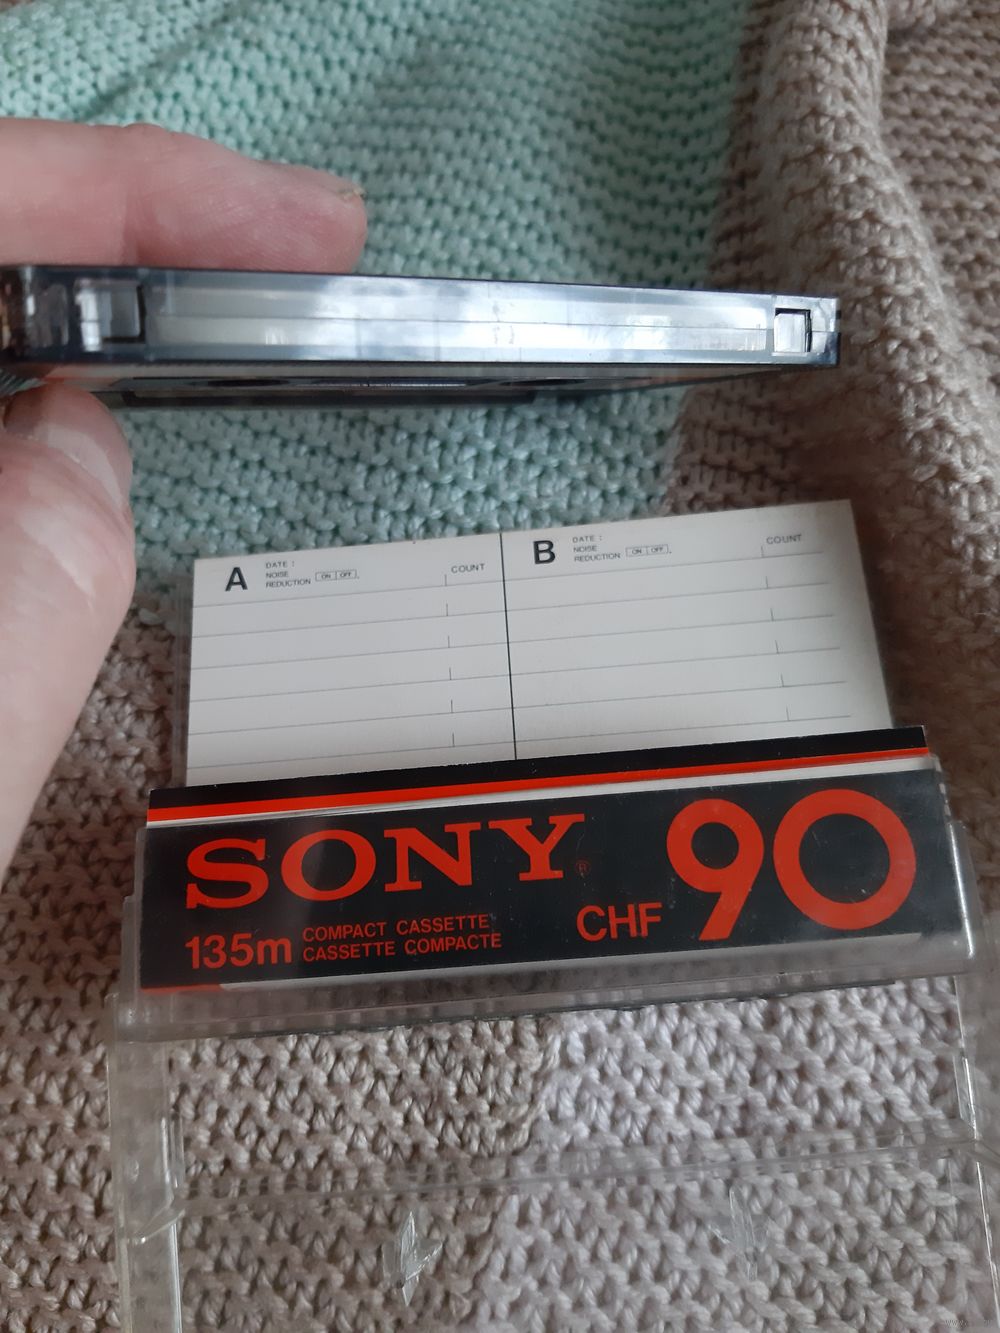 A
DATE :
NOISE
REDUCTION ON OFF.
COUNT
B
DATE :
NOISE
REDUCTION ON OFF.
COUNT
SONY®
90
135m
COMPACT CASSETTE
CASSETTE COMPACTE
CHF